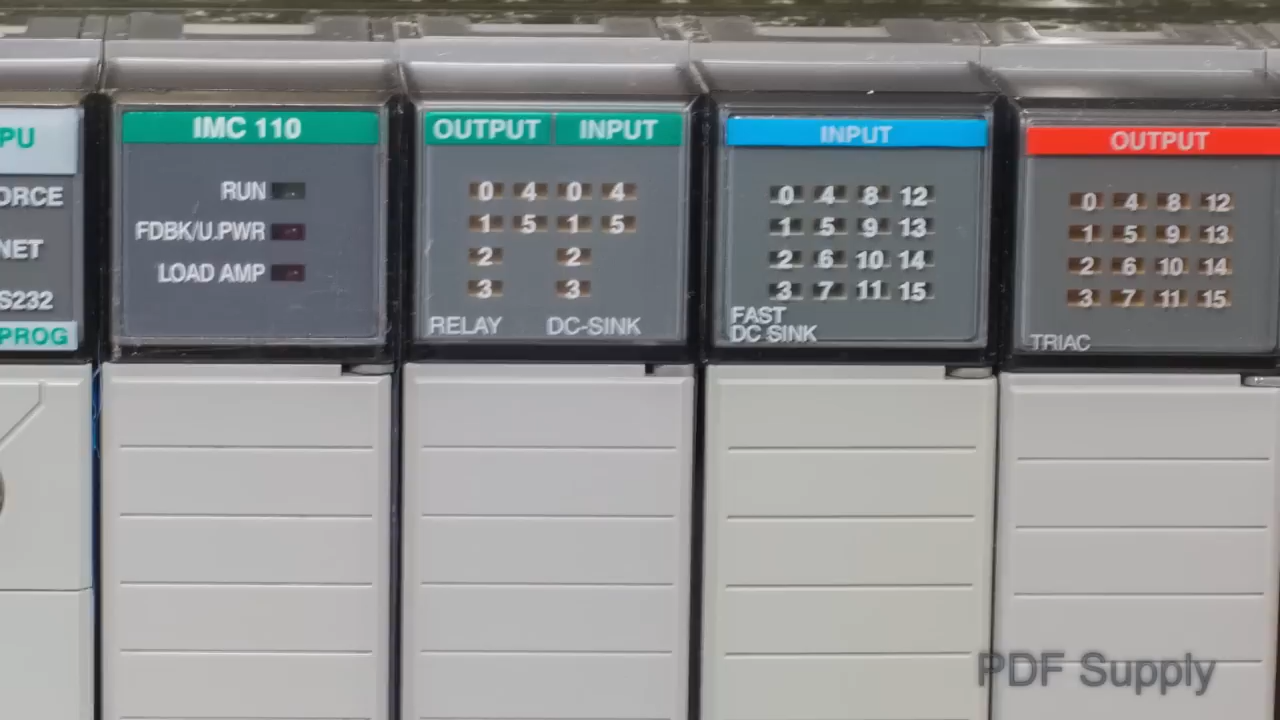 PU
ORCE
NET
S232
PROG
IMC 110
RUN
FDBK/U.PWR
LOAD AMP
OUTPUT INPUT
0 4 0 4
1 5 1 5
2 2
3 3
RELAY DC-SINK
INPUT
0 4 8 12
1 5 9 13
2 6 10 14
3 7 11 15
FAST
DC SINK
OUTPUT
0 4 8 12
1 5 9 13
2 6 10 14
3 7 11 15
TRIAC
PDF Supply